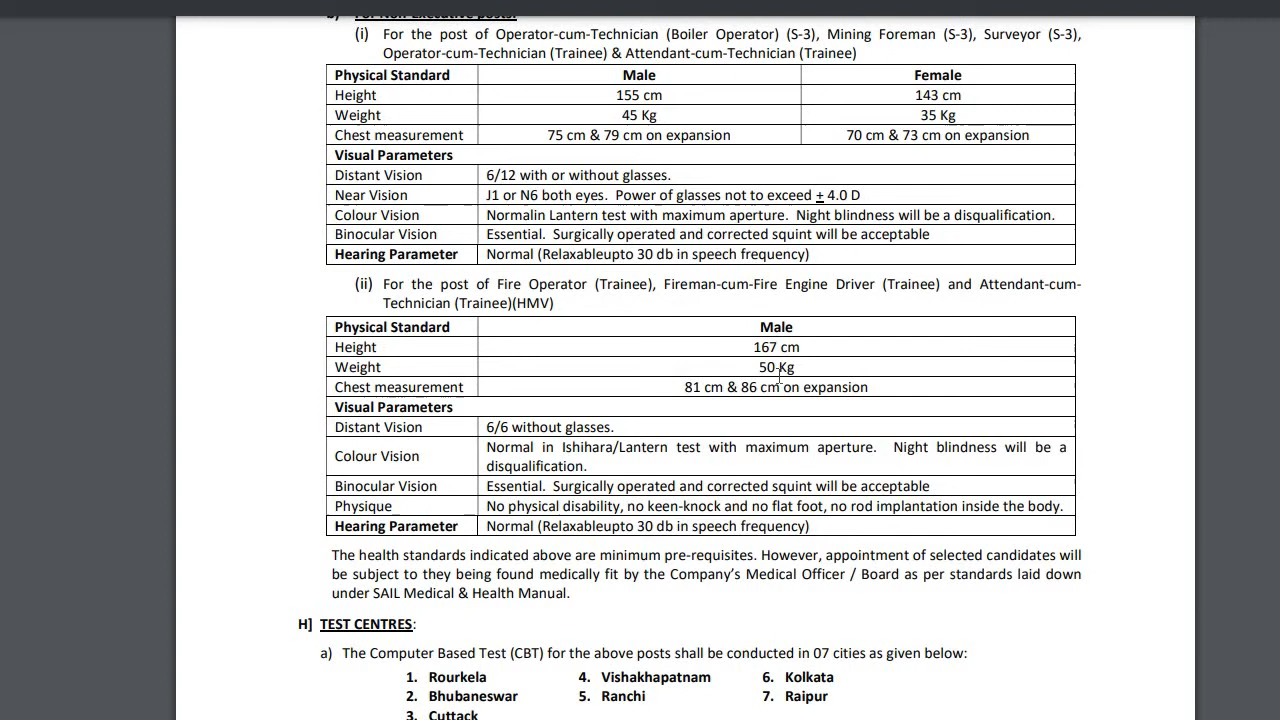 b) For Non-Executive posts:
(i) For the post of Operator-cum-Technician (Boiler Operator) (S-3), Mining Foreman (S-3), Surveyor (S-3),
Operator-cum-Technician (Trainee) & Attendant-cum-Technician (Trainee)
Physical Standard Male Female
Height 155 cm 143 cm
Weight 45 Kg 35 Kg
Chest measurement 75 cm & 79 cm on expansion 70 cm & 73 cm on expansion
Visual Parameters
Distant Vision 6/12 with or without glasses.
Near Vision J1 or N6 both eyes. Power of glasses not to exceed ± 4.0 D
Colour Vision Normalin Lantern test with maximum aperture. Night blindness will be a disqualification.
Binocular Vision Essential. Surgically operated and corrected squint will be acceptable
Hearing Parameter Normal (Relaxableupto 30 db in speech frequency)
(ii) For the post of Fire Operator (Trainee), Fireman-cum-Fire Engine Driver (Trainee) and Attendant-cum-
Technician (Trainee)(HMV)
Physical Standard Male
Height 167 cm
Weight 50 Kg
Chest measurement 81 cm & 86 cm on expansion
Visual Parameters
Distant Vision 6/6 without glasses.
Colour Vision Normal in Ishihara/Lantern test with maximum aperture. Night blindness will be a
disqualification.
Binocular Vision Essential. Surgically operated and corrected squint will be acceptable
Physique No physical disability, no keen-knock and no flat foot, no rod implantation inside the body.
Hearing Parameter Normal (Relaxableupto 30 db in speech frequency)
The health standards indicated above are minimum pre-requisites. However, appointment of selected candidates will
be subject to they being found medically fit by the Company's Medical Officer / Board as per standards laid down
under SAIL Medical & Health Manual.
H] TEST CENTRES:
a) The Computer Based Test (CBT) for the above posts shall be conducted in 07 cities as given below:
1. Rourkela 4. Vishakhapatnam 6. Kolkata
2. Bhubaneswar 5. Ranchi 7. Raipur
3. Cuttack